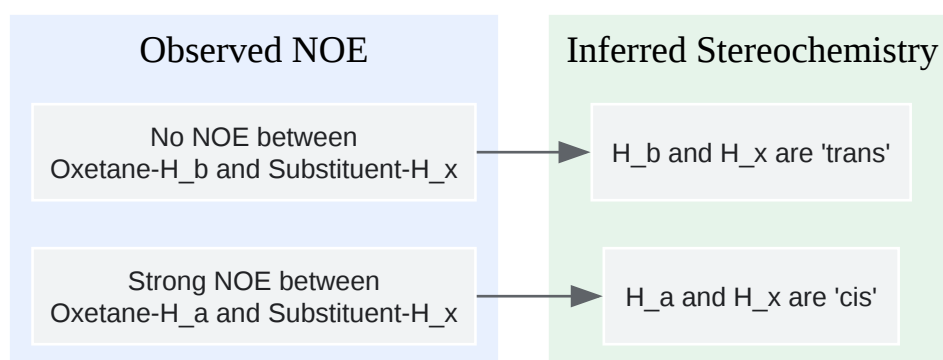 Observed NOE
Inferred Stereochemistry
No NOE between
Oxetane-H_b and Substituent-H_x
H_b and H_x are 'trans'
Strong NOE between
Oxetane-H_a and Substituent-H_x
H_a and H_x are 'cis'